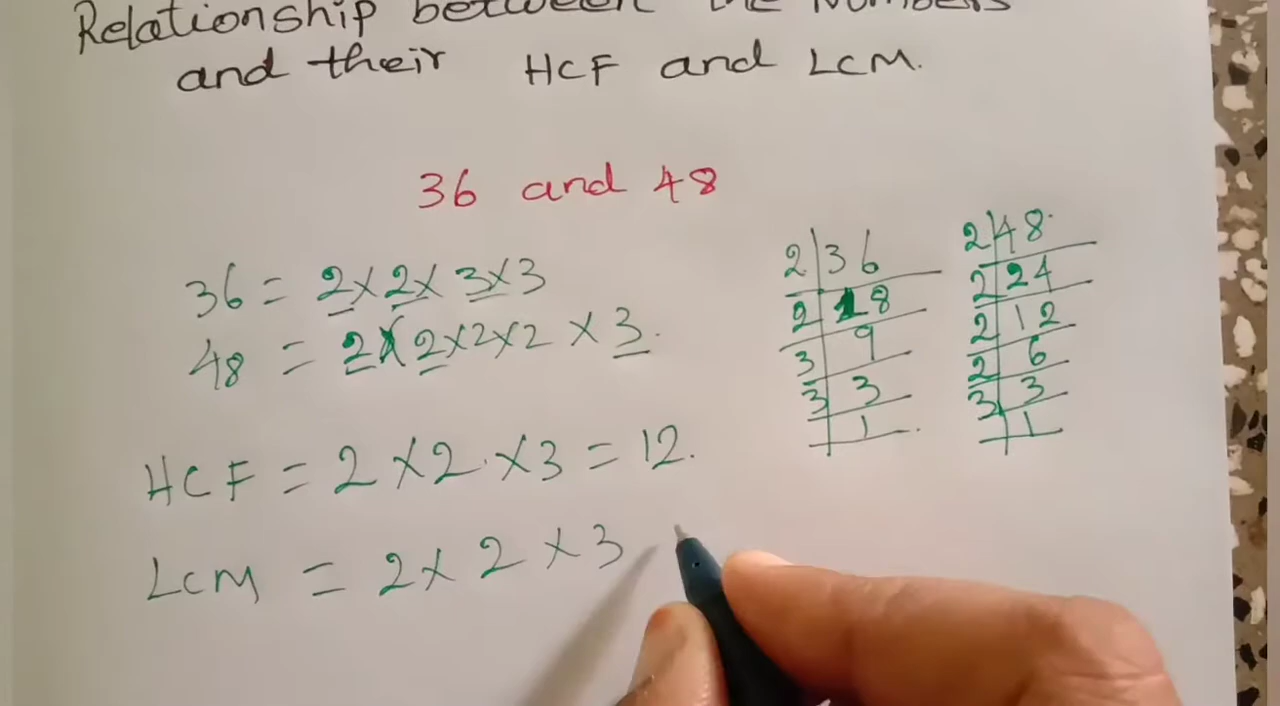 Relationship between the Numbers
and their HCF and LCM.
36 and 48
36 = 2×2×3×3
48 = 2×2×2×2×3.
2|36
2|18
3|9
3|3
1
2|48
2|24
2|12
2|6
3|3
1
HCF = 2×2×3=12.
LCM = 2×2×3